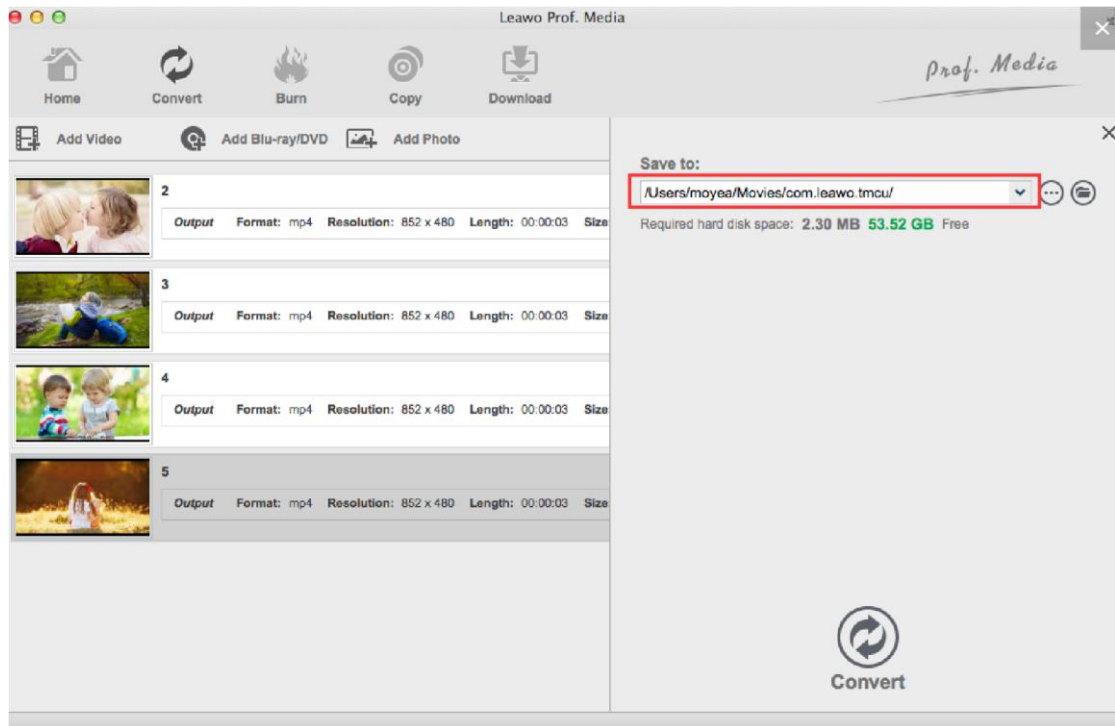 Leawo Prof. Media
Home Convert Burn Copy Download
Prof. Media
Add Video Add Blu-ray/DVD Add Photo
Save to:
/Users/moyea/Movies/com.leawo.tmcu/
Required hard disk space: 2.30 MB 53.52 GB Free
2
Output Format: mp4 Resolution: 852 x 480 Length: 00:00:03 Size
3
Output Format: mp4 Resolution: 852 x 480 Length: 00:00:03 Size
4
Output Format: mp4 Resolution: 852 x 480 Length: 00:00:03 Size
5
Output Format: mp4 Resolution: 852 x 480 Length: 00:00:03 Size
Convert